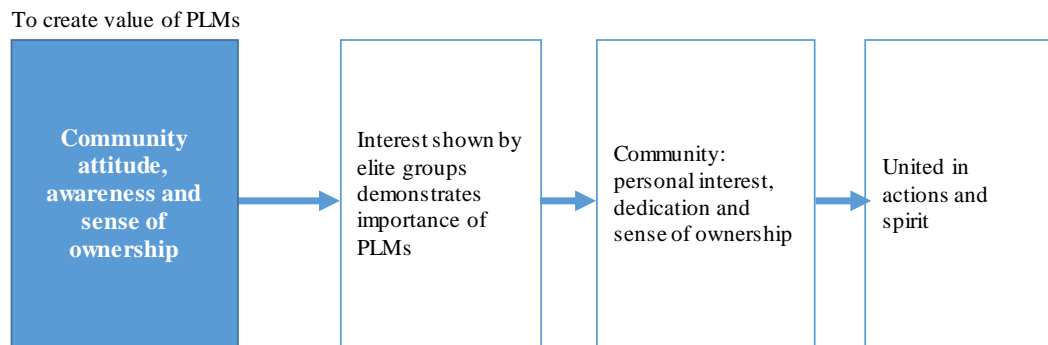 To create value of PLMs
Community
attitude,
awareness and
sense of
ownership
Interest shown by
elite groups
demonstrates
importance of
PLMs
Community:
personal interest,
dedication and
sense of ownership
United in
actions and
spirit